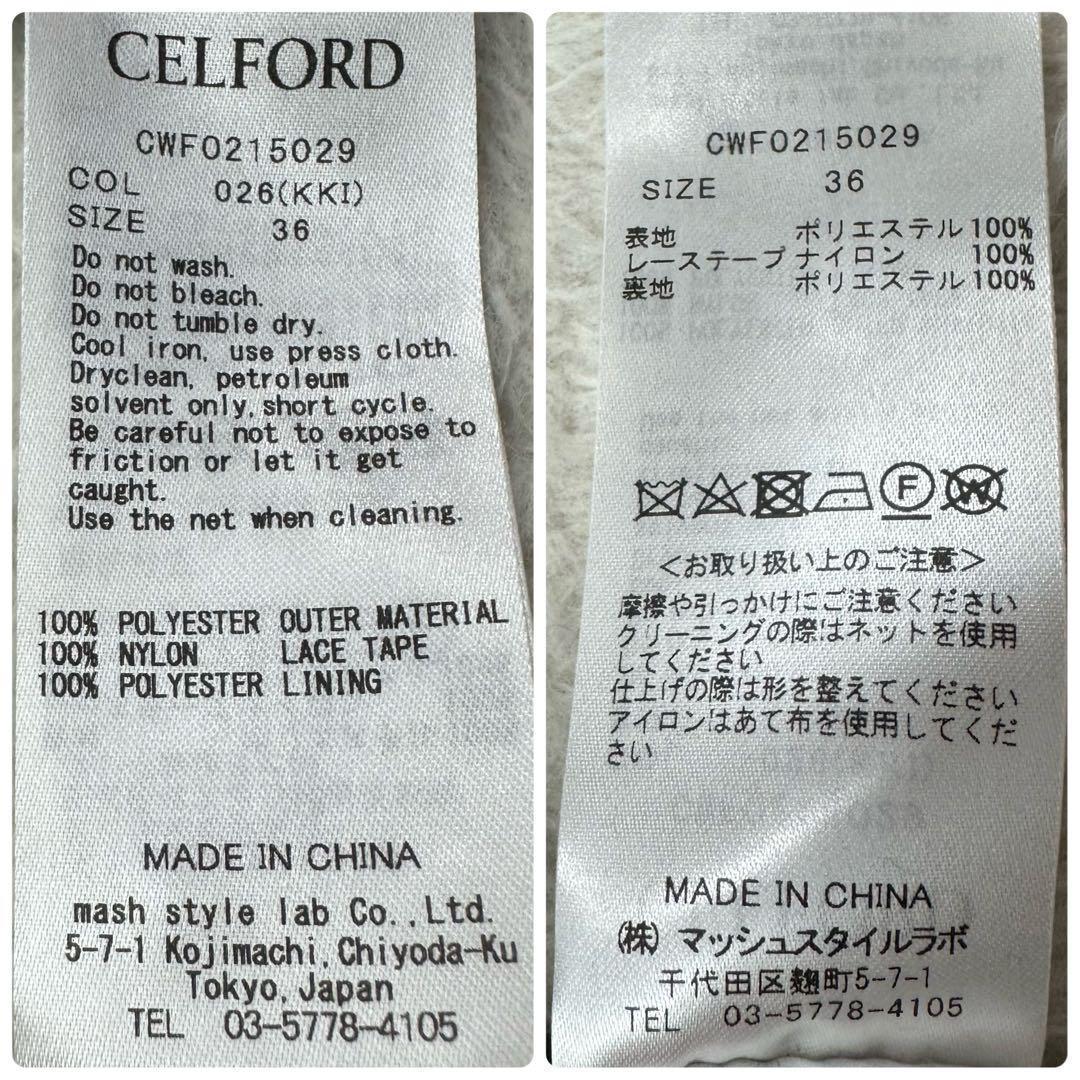 CELFORD
CWF0215029
COL 026(KKI)
SIZE 36
Do not wash.
Do not bleach.
Do not tumble dry.
Cool iron, use press cloth.
Dryclean, petroleum
solvent only,short cycle.
Be careful not to expose to
friction or let it get
caught.
Use the net when cleaning.
100% POLYESTER OUTER MATERIAL
100% NYLON LACE TAPE
100% POLYESTER LINING
MADE IN CHINA
mash style lab Co.,Ltd.
5-7-1 Kojimachi,Chiyoda-Ku
Tokyo,Japan
TEL 03-5778-4105
CWF0215029
SIZE 36
表地 ポリエステル100%
レーステープ ナイロン 100%
裏地 ポリエステル100%
F W
<お取り扱い上のご注意>
摩擦や引っかけにご注意ください
クリーニングの際はネットを使用
してください
仕上げの際は形を整えてください
アイロンはあて布を使用してくだ
さい
MADE IN CHINA
(株) マッシュスタイルラボ
千代田区麹町5-7-1
TEL 03-5778-4105